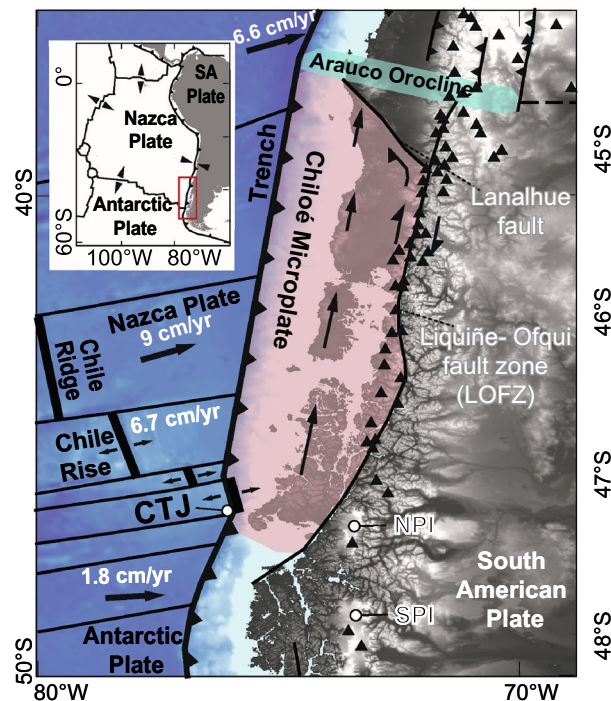 6.6 cm/yr
Arauco Orocline
0°
SA
Plate
Nazca
Plate
Antarctic
Plate
60°S
100°W
80°W
40°S
Trench
Chiloé Microplate
45°S
Lanalhue
fault
46°S
Nazca Plate
9 cm/yr
Chile
Ridge
Liquiñe- Ofqui
fault zone
(LOFZ)
6.7 cm/yr
Chile
Rise
47°S
CTJ
NPI
1.8 cm/yr
South
American
Plate
SPI
48°S
Antarctic
Plate
50°S
80°W
70°W